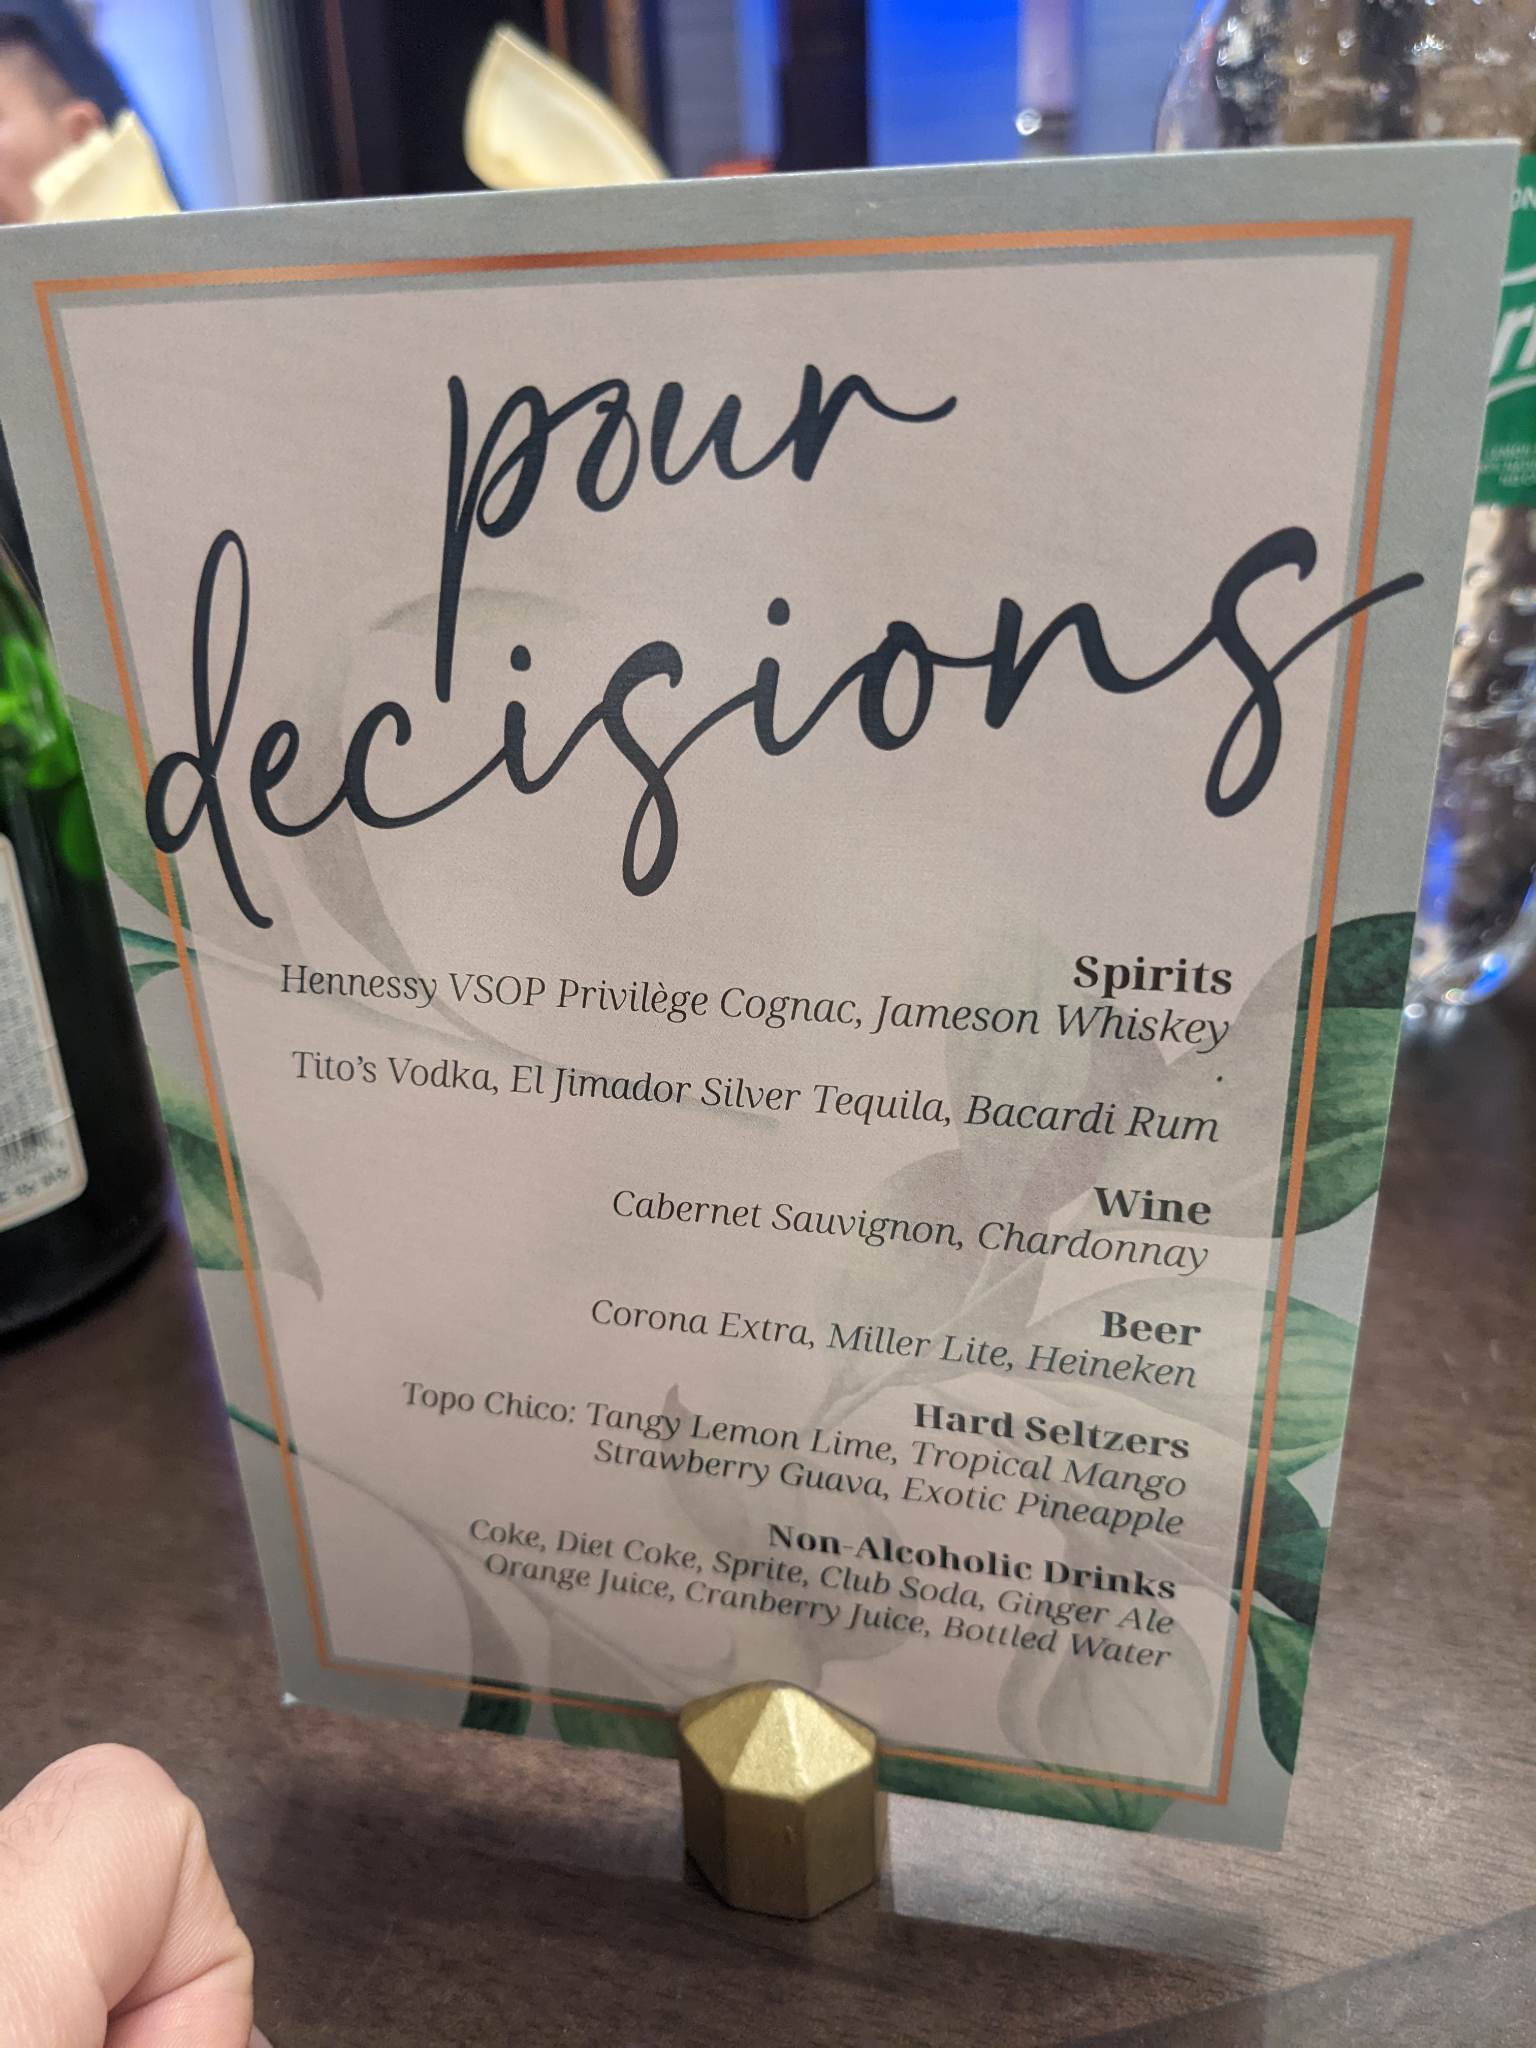 pour
decisions
Spirits
Hennessy VSOP Privilège Cognac, Jameson Whiskey
Tito's Vodka, El Jimador Silver Tequila, Bacardi Rum
Wine
Cabernet Sauvignon, Chardonnay
Beer
Corona Extra, Miller Lite, Heineken
Hard Seltzers
Topo Chico: Tangy Lemon Lime, Tropical Mango
Strawberry Guava, Exotic Pineapple
Non-Alcoholic Drinks
Coke, Diet Coke, Sprite, Club Soda, Ginger Ale
Orange Juice, Cranberry Juice, Bottled Water